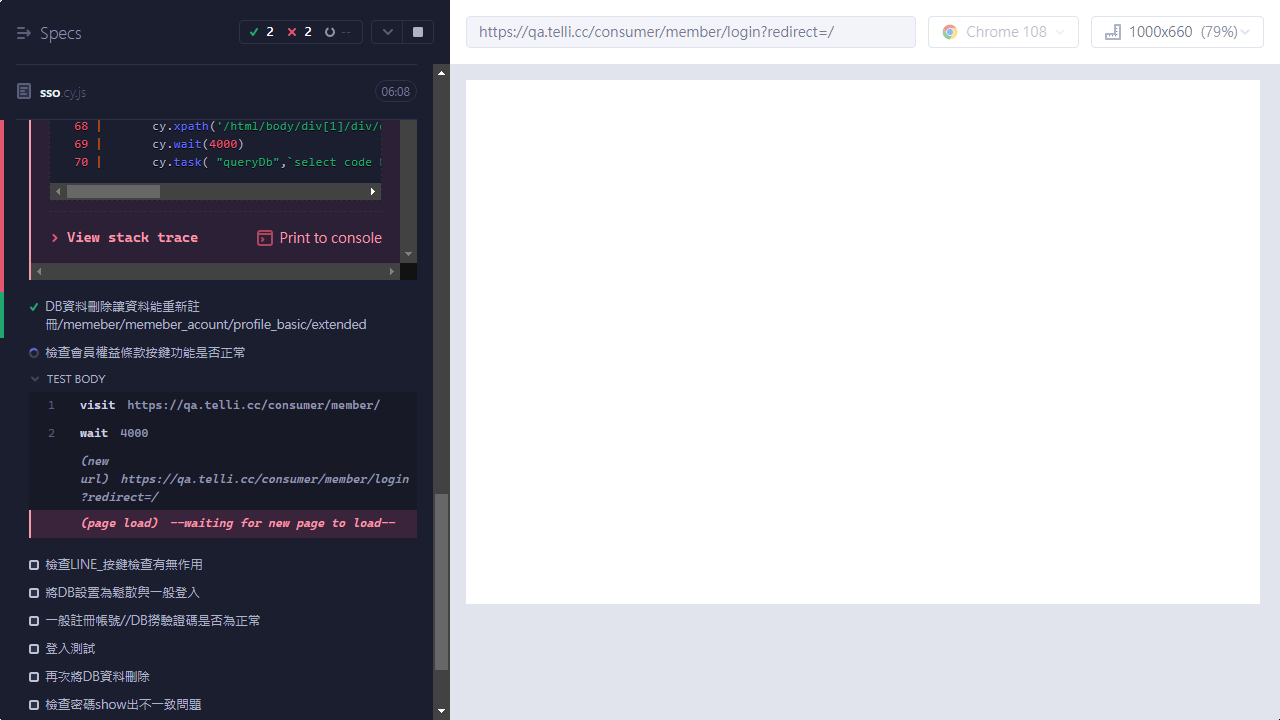 Specs
2
2
--
https://qa.telli.cc/consumer/member/login?redirect=/
Chrome 108
1000x660 (79%)
sso.cy.js
06:08
68 | cy.xpath('/html/body/div[1]/div/
69 | cy.wait(4000)
70 | cy.task( "queryDb",`select code
View stack trace
Print to console
DB資料刪除讓資料能重新註
冊/memeber/memeber_acount/profile_basic/extended
檢查會員權益條款按鍵功能是否正常
TEST BODY
1 visit https://qa.telli.cc/consumer/member/
2 wait 4000
(new
url) https://qa.telli.cc/consumer/member/login
?redirect=/
(page load) --waiting for new page to load--
檢查LINE_按鍵檢查有無作用
將DB設置為鬆散與一般登入
一般註冊帳號//DB撈驗證碼是否為正常
登入測試
再次將DB資料刪除
檢查密碼show出不一致問題